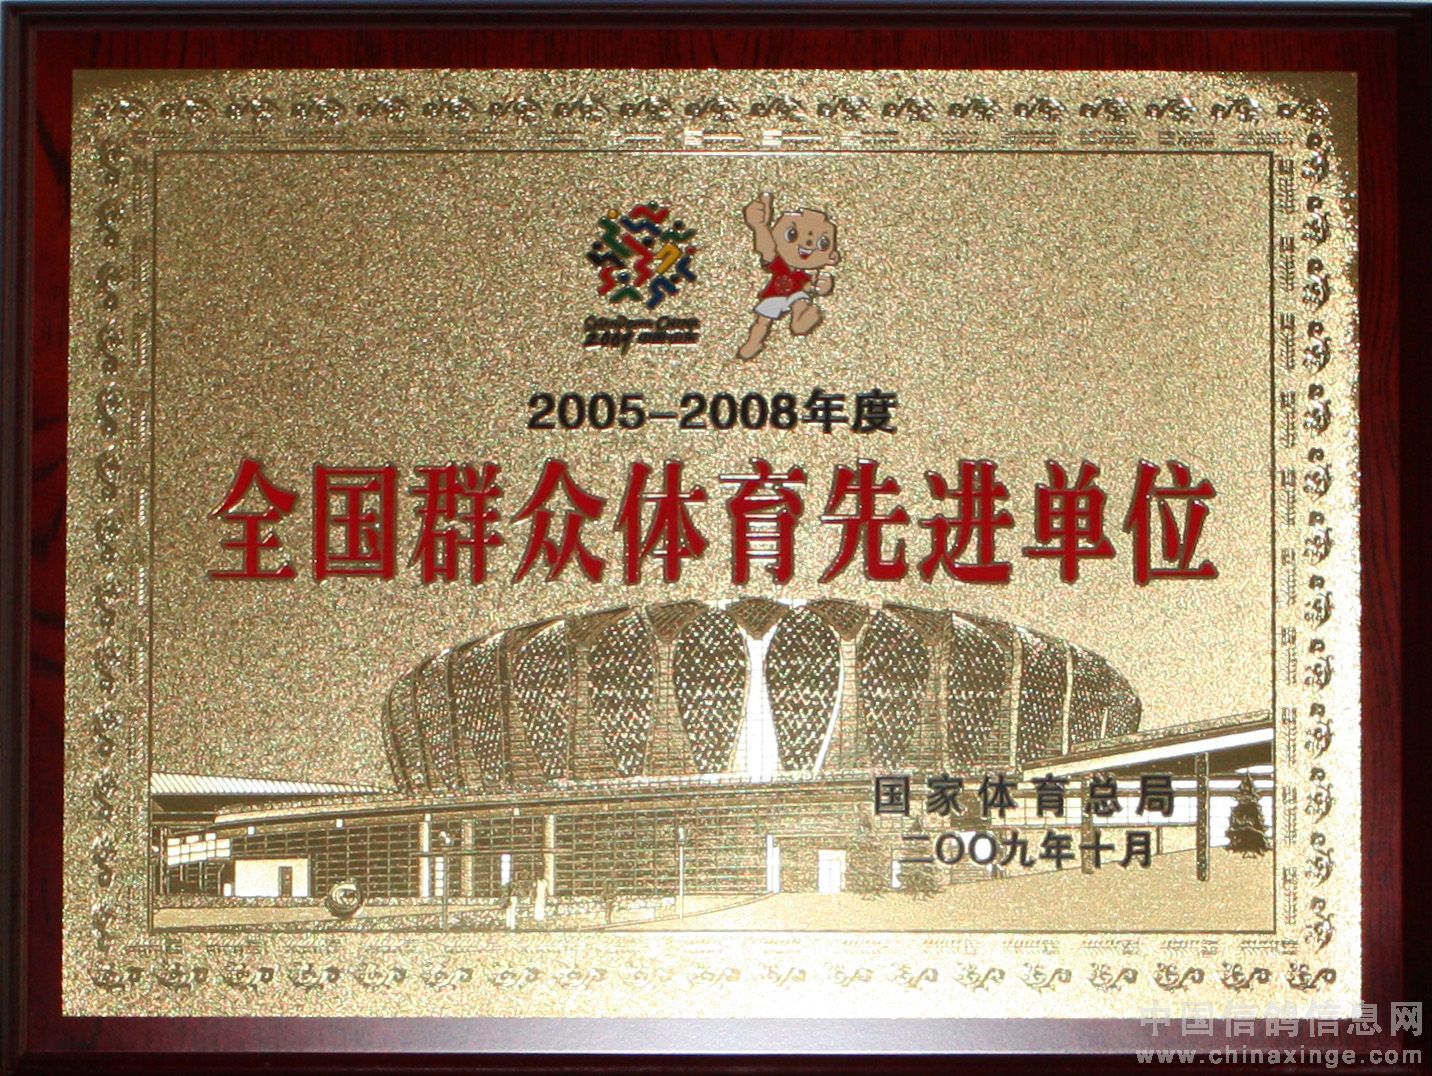 2005-2008年度
全国群众体育先进单位
国家体育总局
二〇〇九年十月
中国信鸽信息网
www.chinaxinge.com